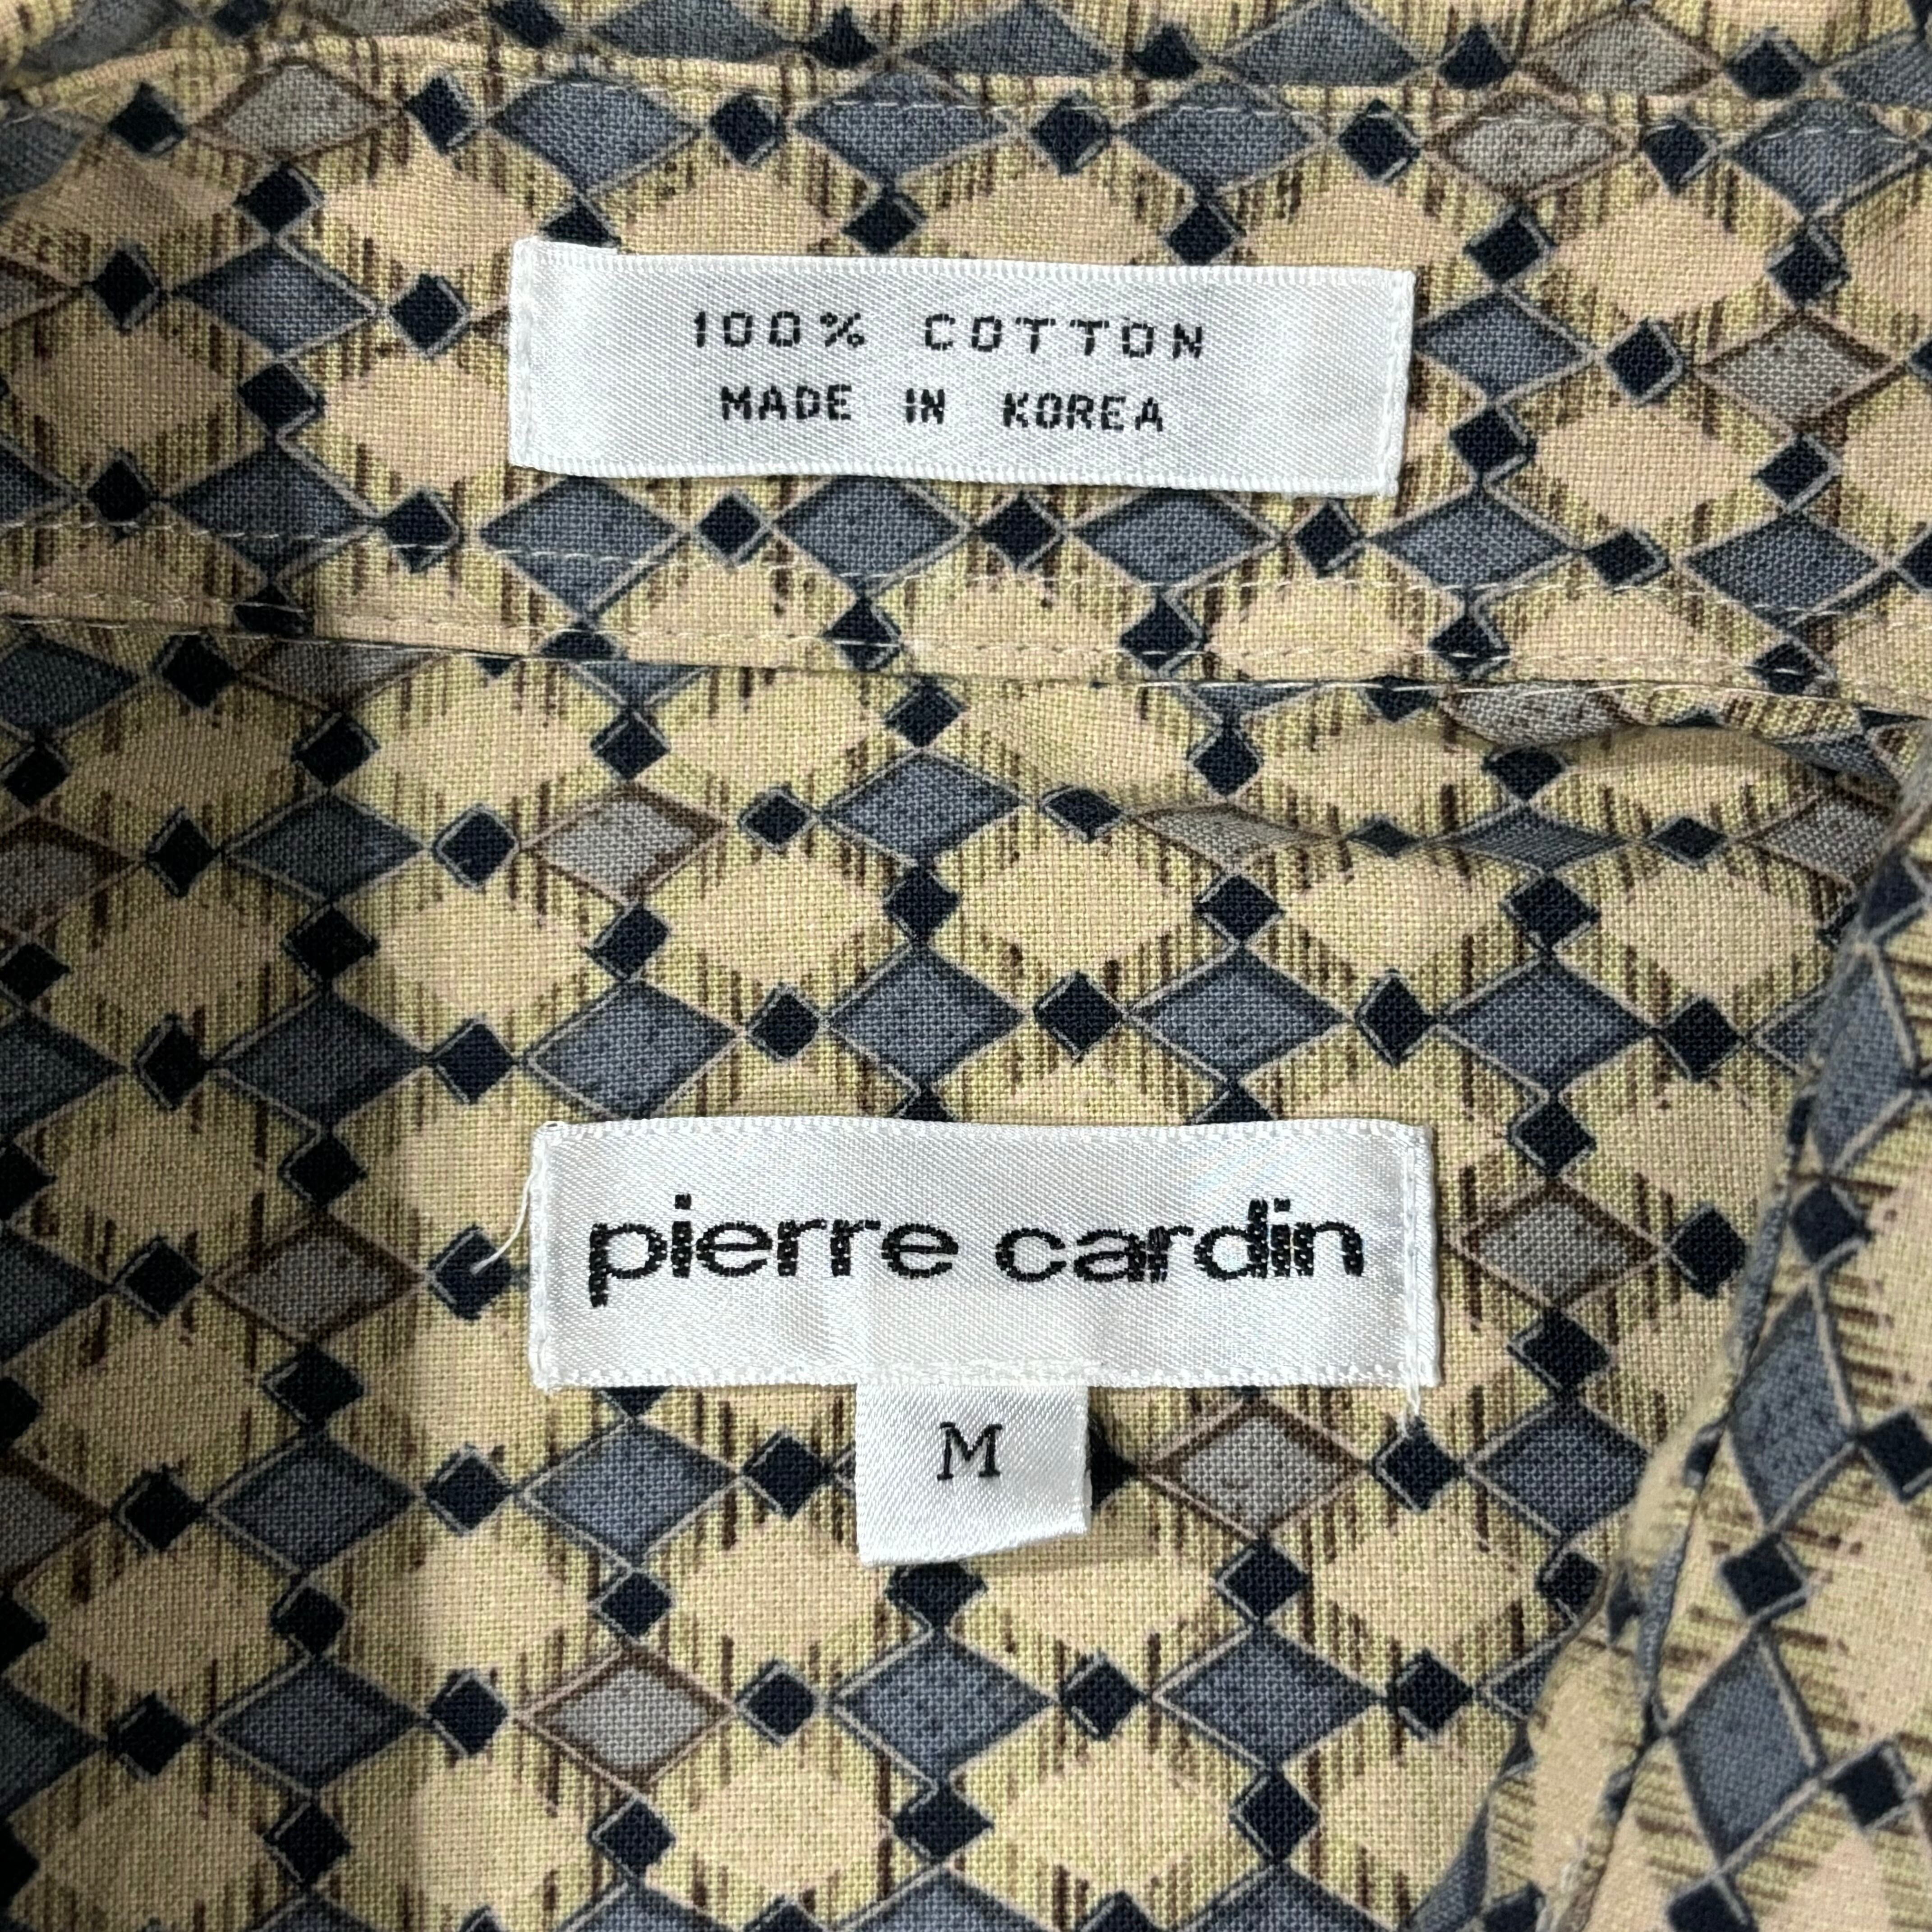 100% COTTON
MADE IN KOREA
pierre cardin
M